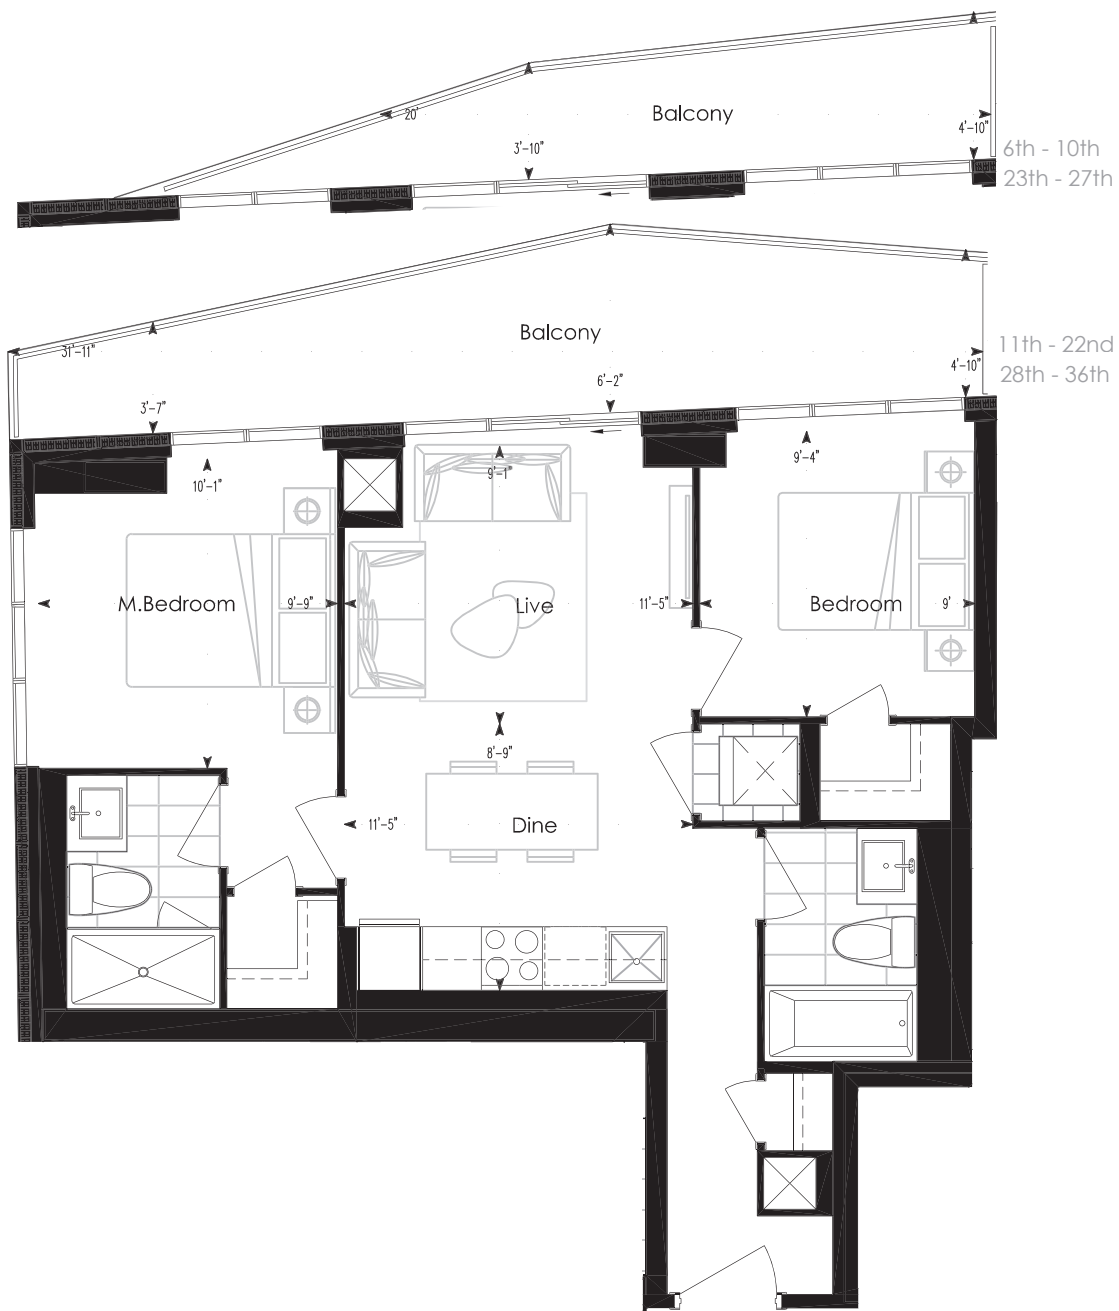 20'
Balcony
3'-10"
4'-10"
6th - 10th
23th - 27th
31'-11"
Balcony
11th - 22nd
28th - 36th
3'-7"
6'-2"
4'-10"
10'-1"
9'-1"
9'-4"
M.Bedroom
9'-9"
Live
11'-5"
Bedroom
9'
8'-9"
11'-5"
Dine